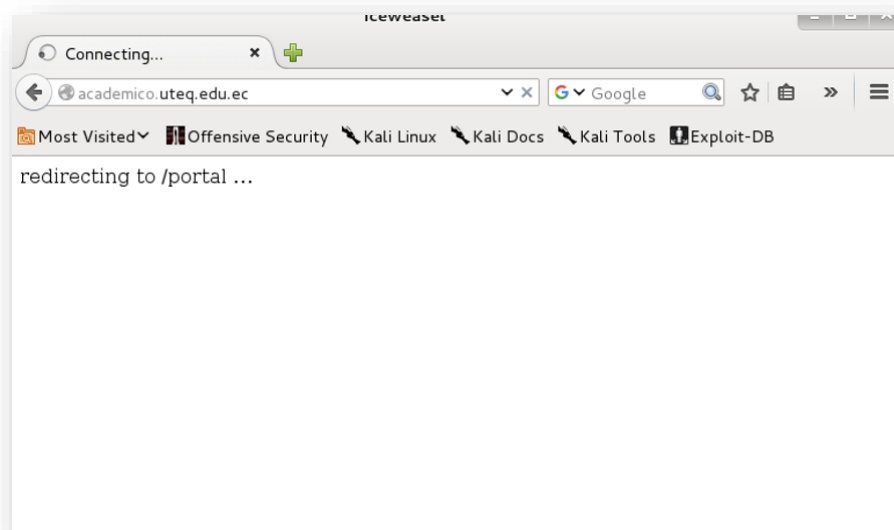 iceweasel
Connecting...
academico.uteq.edu.ec
Google
Most Visited Offensive Security Kali Linux Kali Docs Kali Tools Exploit-DB
redirecting to /portal ...